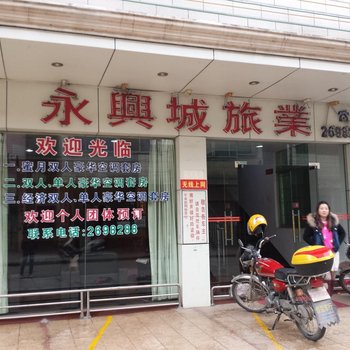 永興城旅業
2698
欢迎光临
一.蜜月双人豪华空调套房
二.双人.单人豪华空调套房
三.经济双人.单人豪华空调套房
欢迎个人团体预订
联系电话:2698288
无线上网